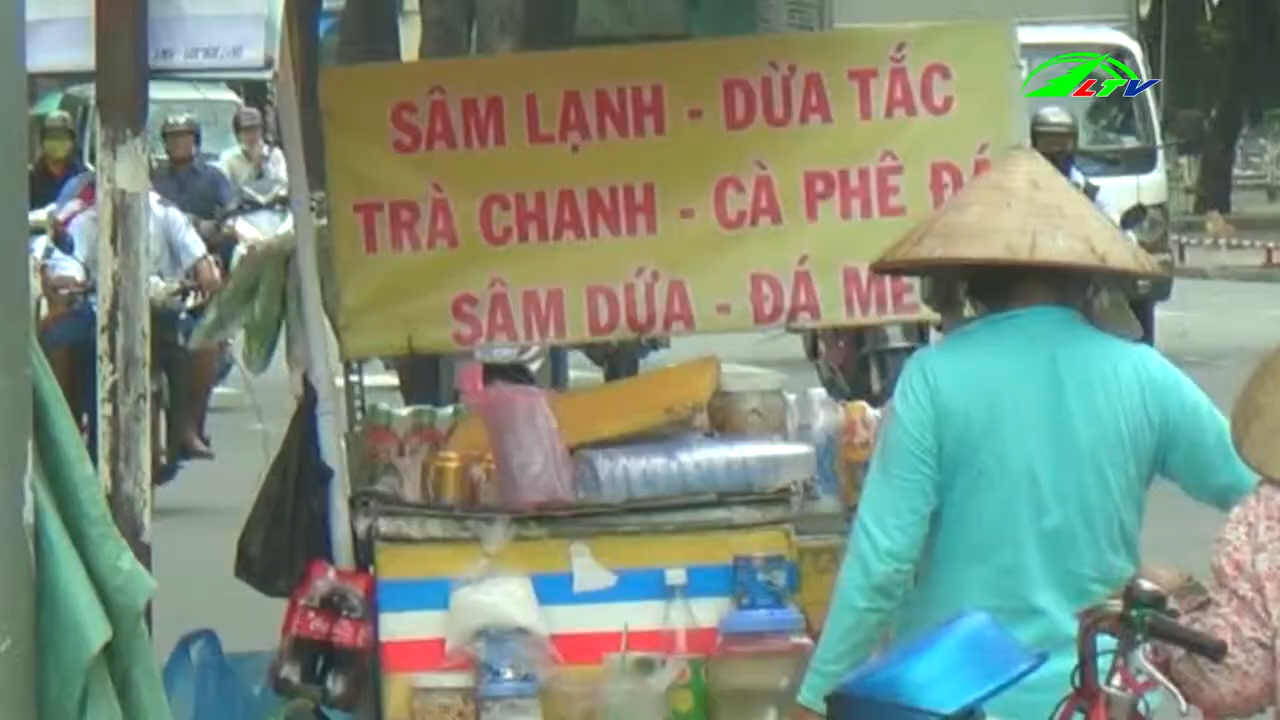 LTV
SÂM LẠNH - DỪA TẮC
TRÀ CHANH - CÀ PHÊ ĐÁ
SÂM DỨA - ĐÁ ME